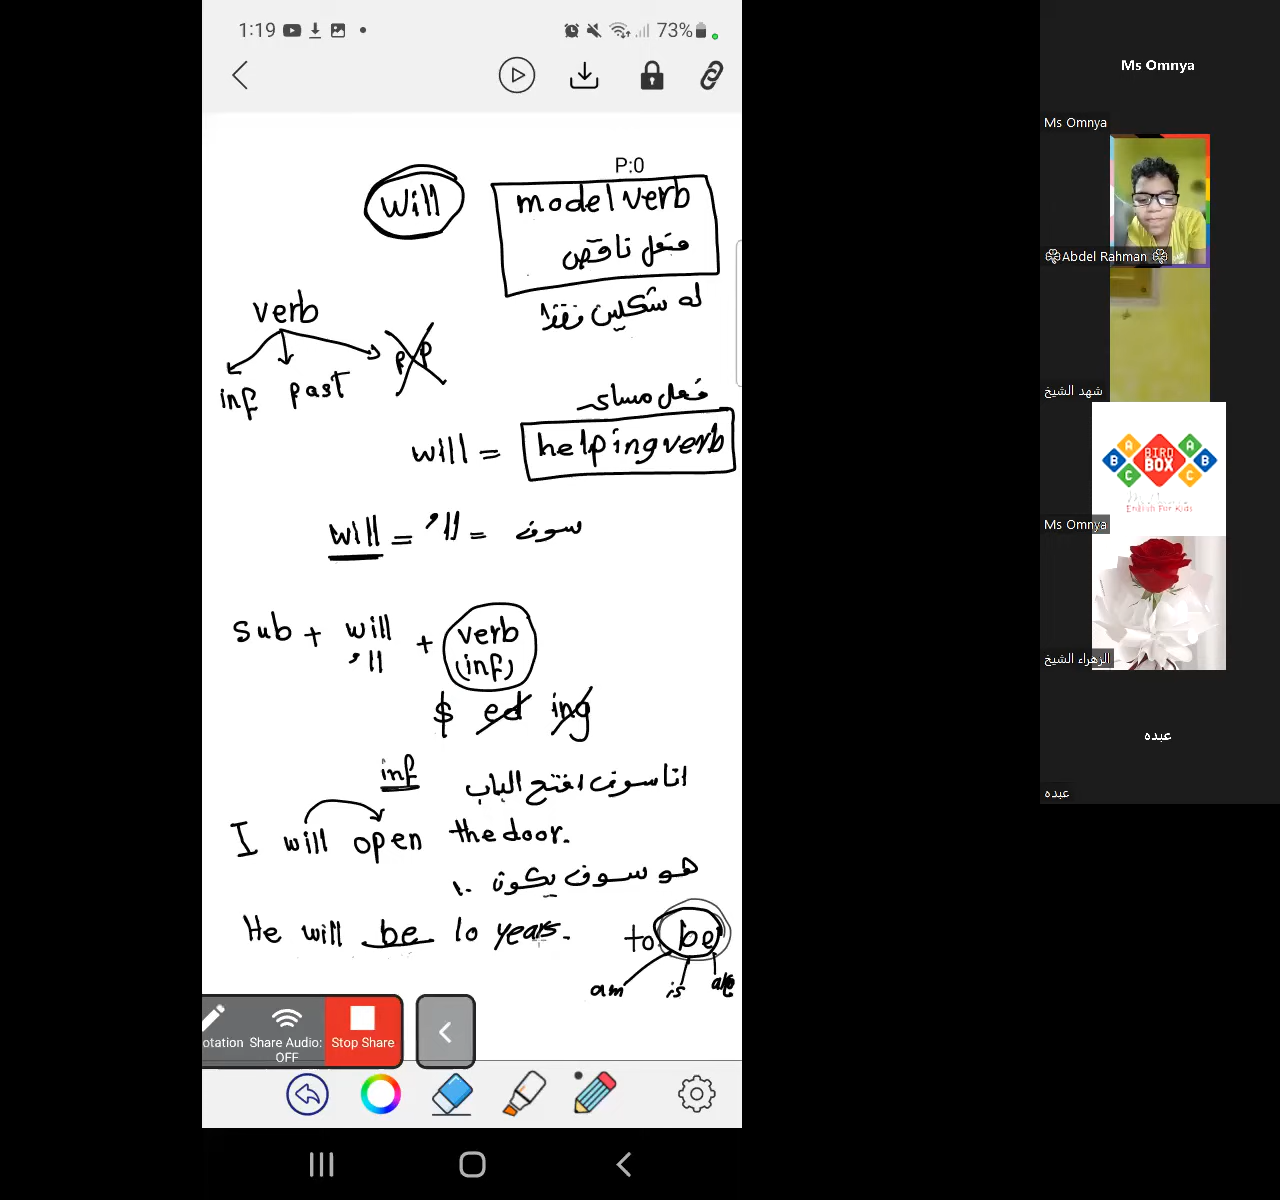 1:19
73%
P:0
will
model verb
فعل ناقص
له شكلين فقط
verb
inf past pp
فعل مساعد
will = helping verb
will = 'll = سوف
sub + will + verb
'll (inf)
s ed ing
inf
انا سوف افتح الباب
I will open the door.
هو سوف يكون ١٠
He will be 10 years.
to be
am is are
otation
Share Audio: OFF
Stop Share
Ms Omnya
Ms Omnya
Abdel Rahman
شهد الشيخ
A A
B BIRD B
BOX
C C
English For Kids
Ms Omnya
الزهراء الشيخ
عبده
عبده